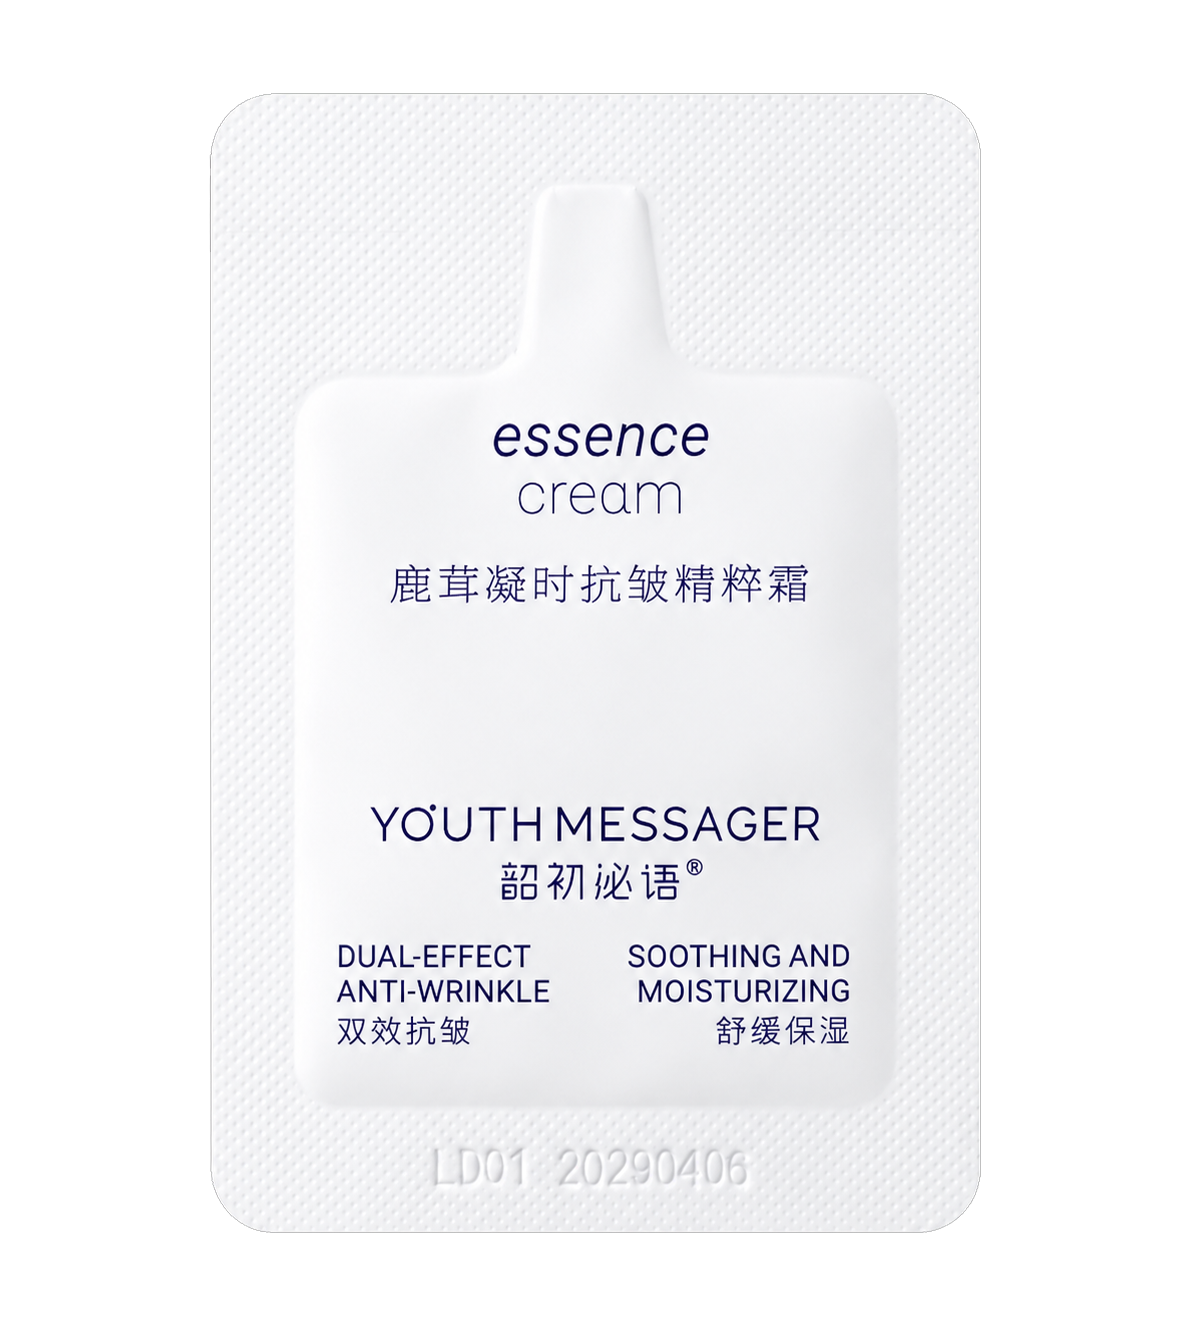 essence
cream
鹿茸凝时抗皱精粹霜
YOUTH MESSAGER
韶初泌语®
DUAL-EFFECT
ANTI-WRINKLE
双效抗皱
SOOTHING AND
MOISTURIZING
舒缓保湿
LD01 20290406